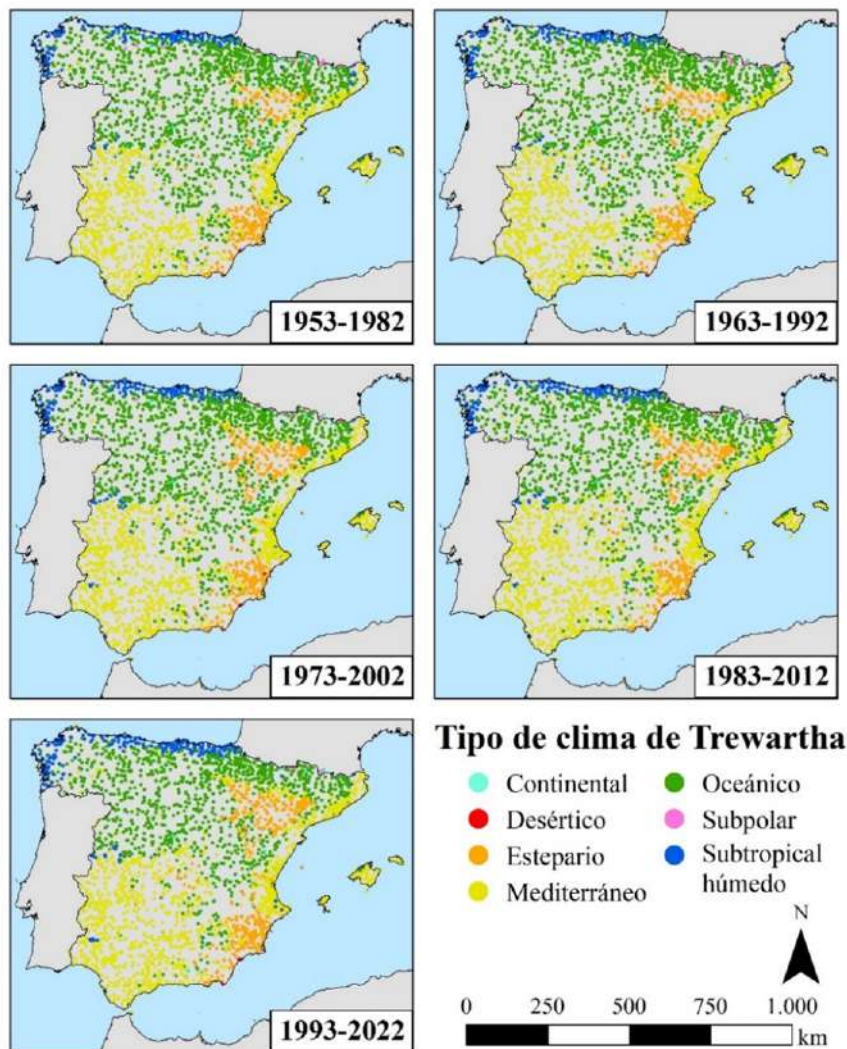 1953-1982
1963-1992
1973-2002
1983-2012
1993-2022
Tipo de clima de Trewartha
Continental
Desértico
Estepario
Mediterráneo
Oceánico
Subpolar
Subtropical
húmedo
N
0 250 500 750 1.000
km